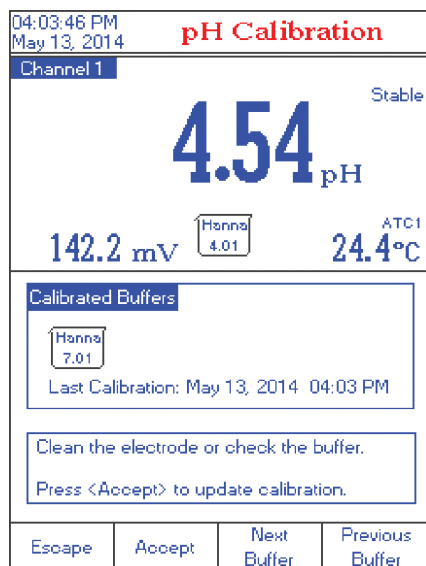 04:03:46 PM
May 13, 2014
pH Calibration
Channel 1
Stable
4.54 pH
142.2 mV
Hanna
4.01
ATC1
24.4°C
Calibrated Buffers
Hanna
7.01
Last Calibration: May 13, 2014 04:03 PM
Clean the electrode or check the buffer.
Press <Accept> to update calibration.
Escape
Accept
Next
Buffer
Previous
Buffer